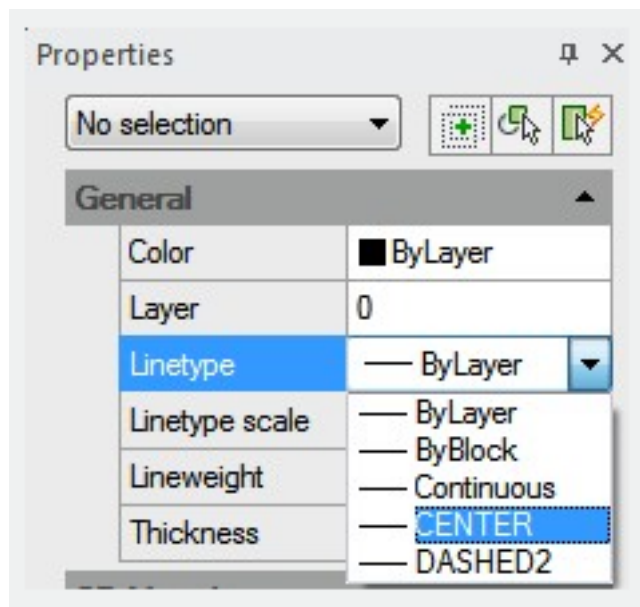 Properties
No selection
General
Color ByLayer
Layer 0
Linetype ByLayer
ByLayer
Linetype scale
ByBlock
Lineweight
Continuous
CENTER
Thickness
DASHED2